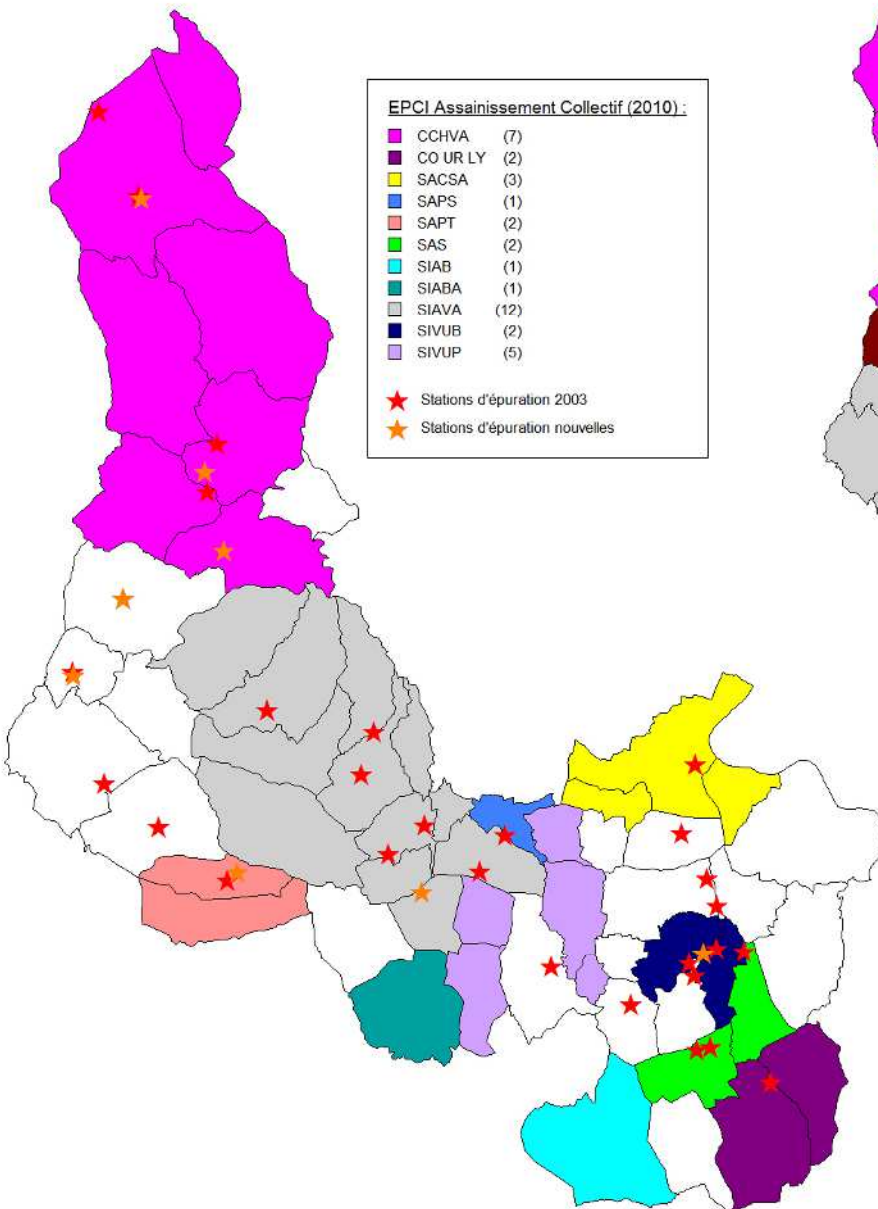 EPCI Assainissement Collectif (2010) :
CCHVA (7)
CO UR LY (2)
SACSA (3)
SAPS (1)
SAPT (2)
SAS (2)
SIAB (1)
SIABA (1)
SIAVA (12)
SIVUB (2)
SIVUP (5)
Stations d'épuration 2003
Stations d'épuration nouvelles